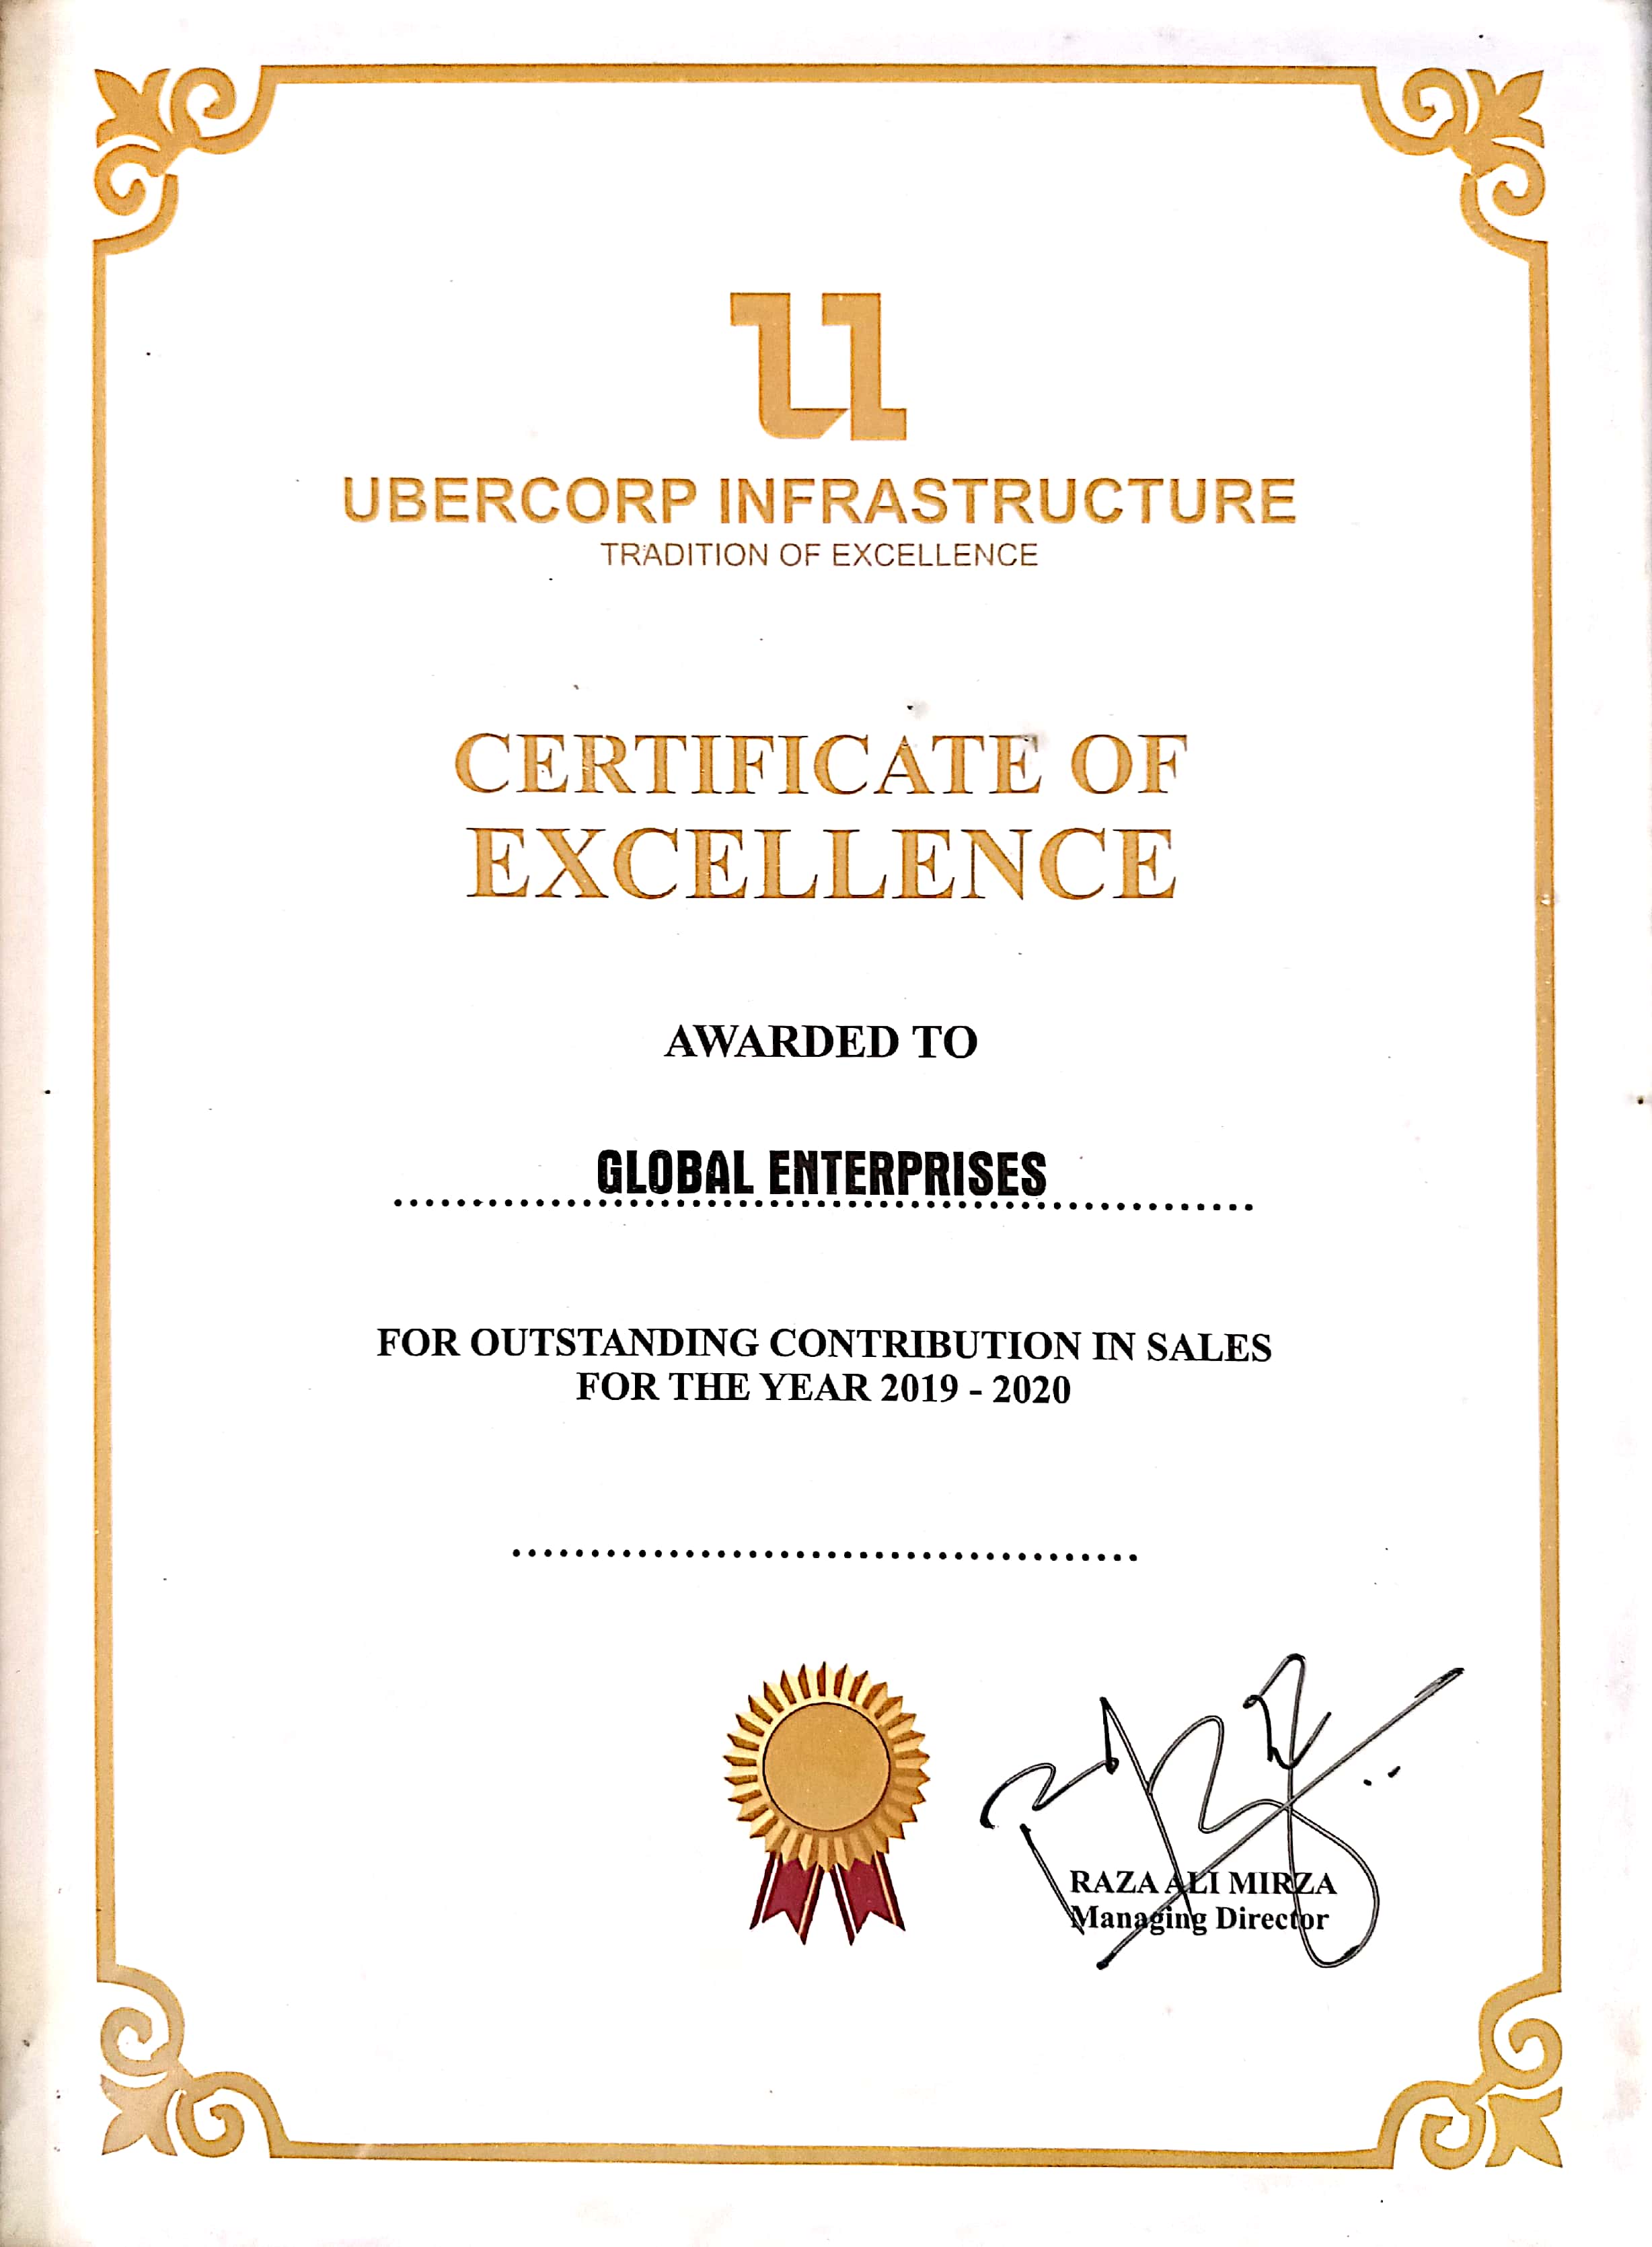 UBERCORP INFRASTRUCTURE
TRADITION OF EXCELLENCE
CERTIFICATE OF
EXCELLENCE
AWARDED TO
GLOBAL ENTERPRISES
FOR OUTSTANDING CONTRIBUTION IN SALES
FOR THE YEAR 2019 - 2020
RAZA ALI MIRZA
Managing Director